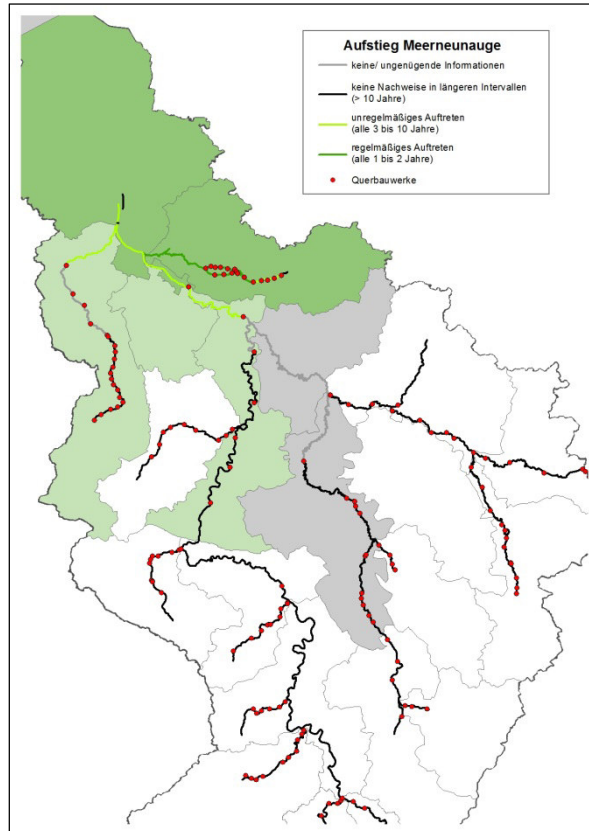 Aufstieg Meerneunauge
keine/ ungenügende Informationen
keine Nachweise in längeren Intervallen
(> 10 Jahre)
unregelmäßiges Auftreten
(alle 3 bis 10 Jahre)
regelmäßiges Auftreten
(alle 1 bis 2 Jahre)
Querbauwerke